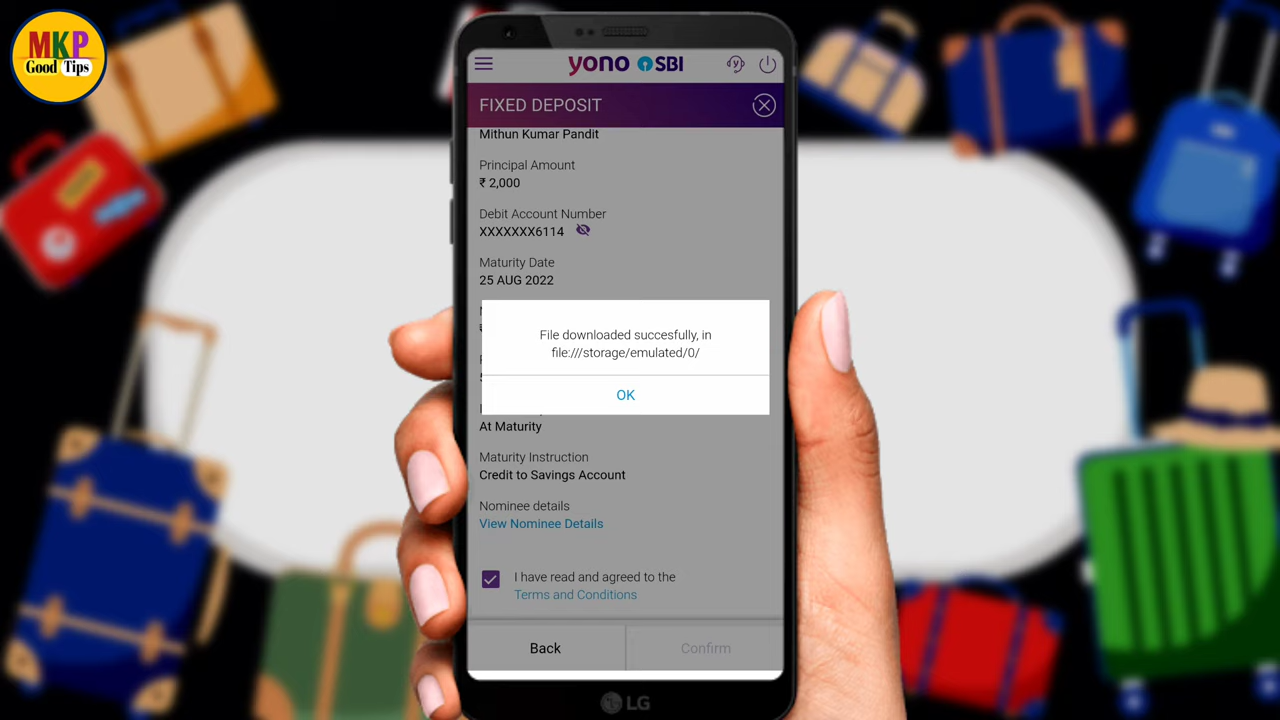 MKP
Good Tips
yono SBI
FIXED DEPOSIT
Mithun Kumar Pandit
Principal Amount
₹ 2,000
Debit Account Number
XXXXXXX6114
Maturity Date
25 AUG 2022
File downloaded succesfully, in
file:///storage/emulated/0/
OK
At Maturity
Maturity Instruction
Credit to Savings Account
Nominee details
View Nominee Details
I have read and agreed to the
Terms and Conditions
Back
Confirm
LG